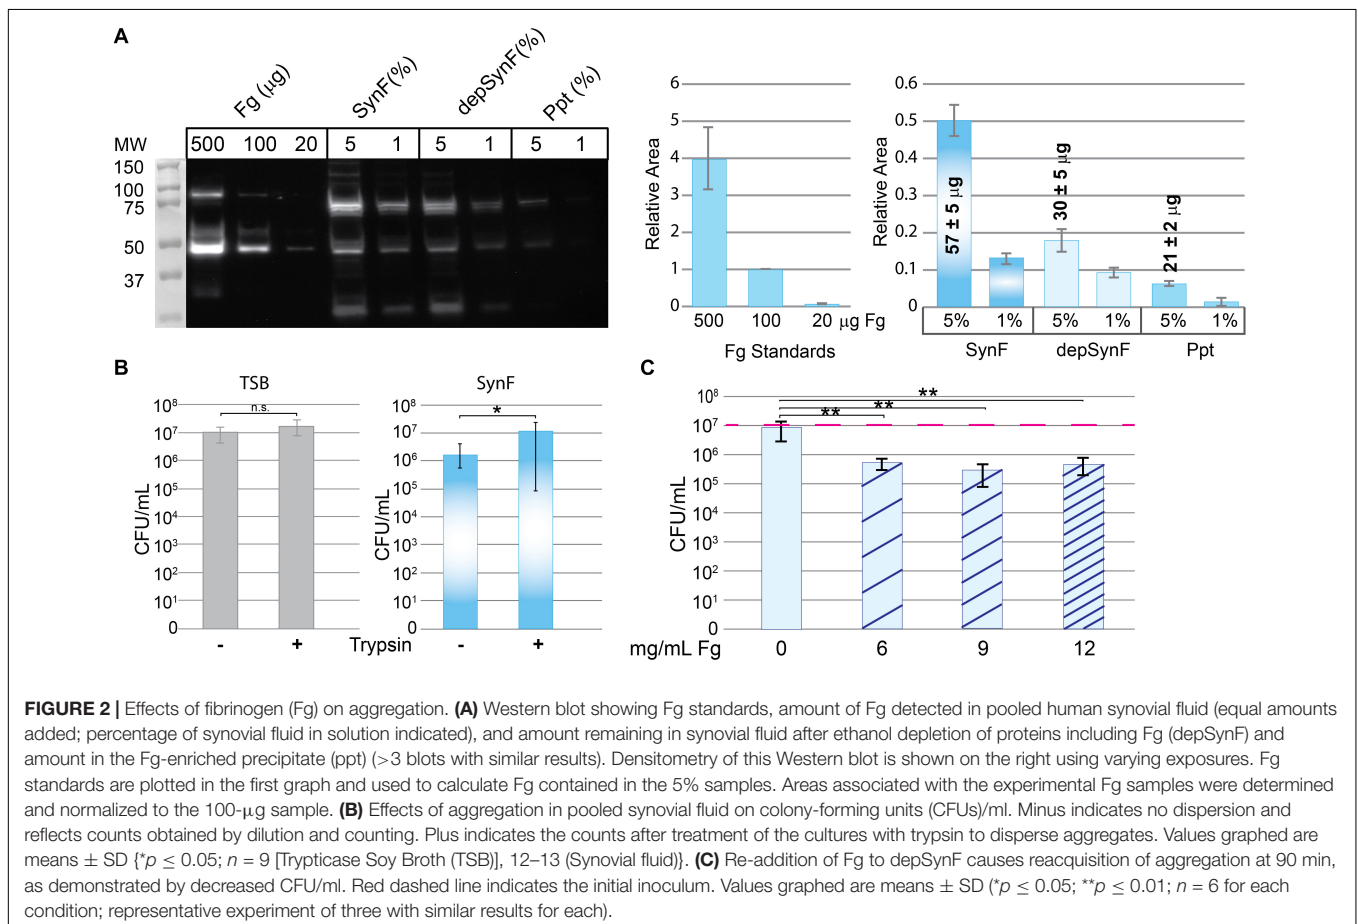 A
Fg (µg)
SynF(%)
depSynF(%)
Ppt (%)
MW
500 100 20 5 1 5 1 5 1
150
100
75
50
37
Relative Area
6
5
4
3
2
1
0
500 100 20 µg Fg
Fg Standards
Relative Area
0.6
0.5
0.4
0.3
0.2
0.1
0
57 ± 5 µg
30 ± 5 µg
21 ± 2 µg
5% 1% 5% 1% 5% 1%
SynF depSynF Ppt
B
TSB
CFU/mL
10⁸
10⁷
10⁶
10⁵
10⁴
10³
10²
10¹
0
n.s.
- +
Trypsin
SynF
CFU/mL
10⁸
10⁷
10⁶
10⁵
10⁴
10³
10²
10¹
0
*
- +
C
CFU/mL
10⁸
10⁷
10⁶
10⁵
10⁴
10³
10²
10¹
0
**
**
**
mg/mL Fg 0 6 9 12
FIGURE 2 | Effects of fibrinogen (Fg) on aggregation. (A) Western blot showing Fg standards, amount of Fg detected in pooled human synovial fluid (equal amounts
added; percentage of synovial fluid in solution indicated), and amount remaining in synovial fluid after ethanol depletion of proteins including Fg (depSynF) and
amount in the Fg-enriched precipitate (ppt) (>3 blots with similar results). Densitometry of this Western blot is shown on the right using varying exposures. Fg
standards are plotted in the first graph and used to calculate Fg contained in the 5% samples. Areas associated with the experimental Fg samples were determined
and normalized to the 100-µg sample. (B) Effects of aggregation in pooled synovial fluid on colony-forming units (CFUs)/ml. Minus indicates no dispersion and
reflects counts obtained by dilution and counting. Plus indicates the counts after treatment of the cultures with trypsin to disperse aggregates. Values graphed are
means ± SD {*p ≤ 0.05; n = 9 [Trypticase Soy Broth (TSB)], 12–13 (Synovial fluid)}. (C) Re-addition of Fg to depSynF causes reacquisition of aggregation at 90 min,
as demonstrated by decreased CFU/ml. Red dashed line indicates the initial inoculum. Values graphed are means ± SD (*p ≤ 0.05; **p ≤ 0.01; n = 6 for each
condition; representative experiment of three with similar results for each).